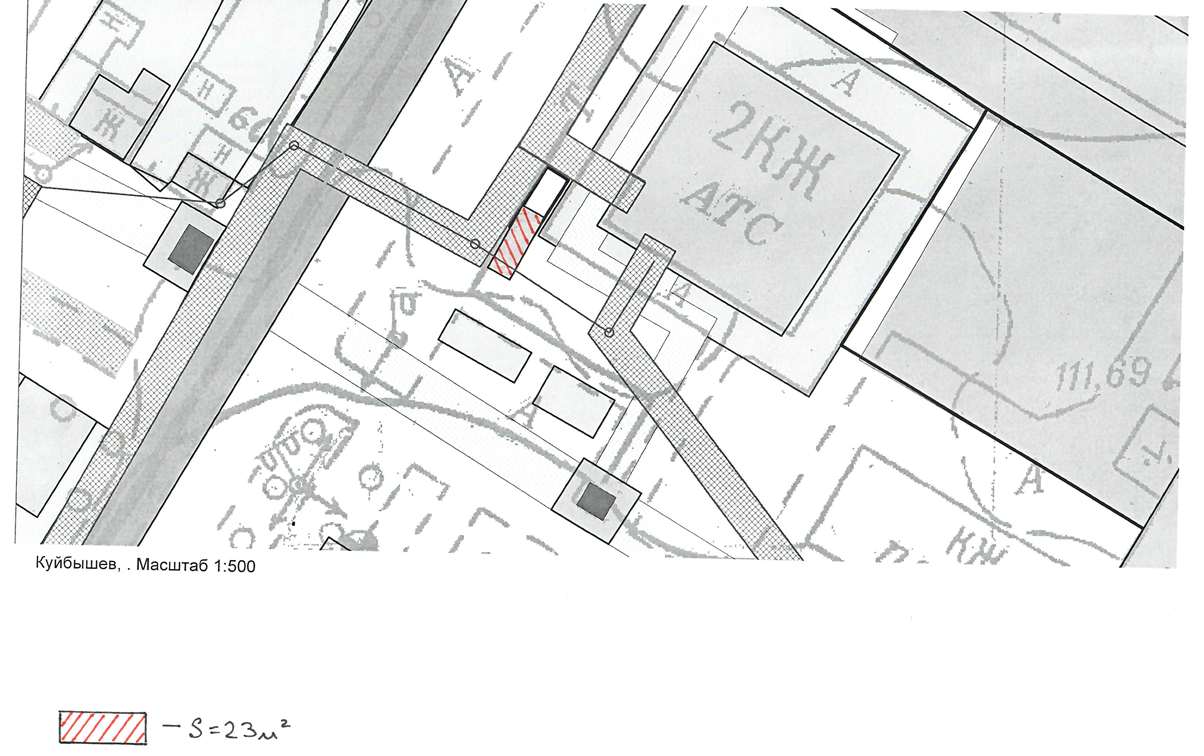 Н
А
Ж
Н
Н
Ж
А
2КЖ
АТС
А
111,69
А
А
У.
КЖ
П
Куйбышев, . Масштаб 1:500
– S=23м²